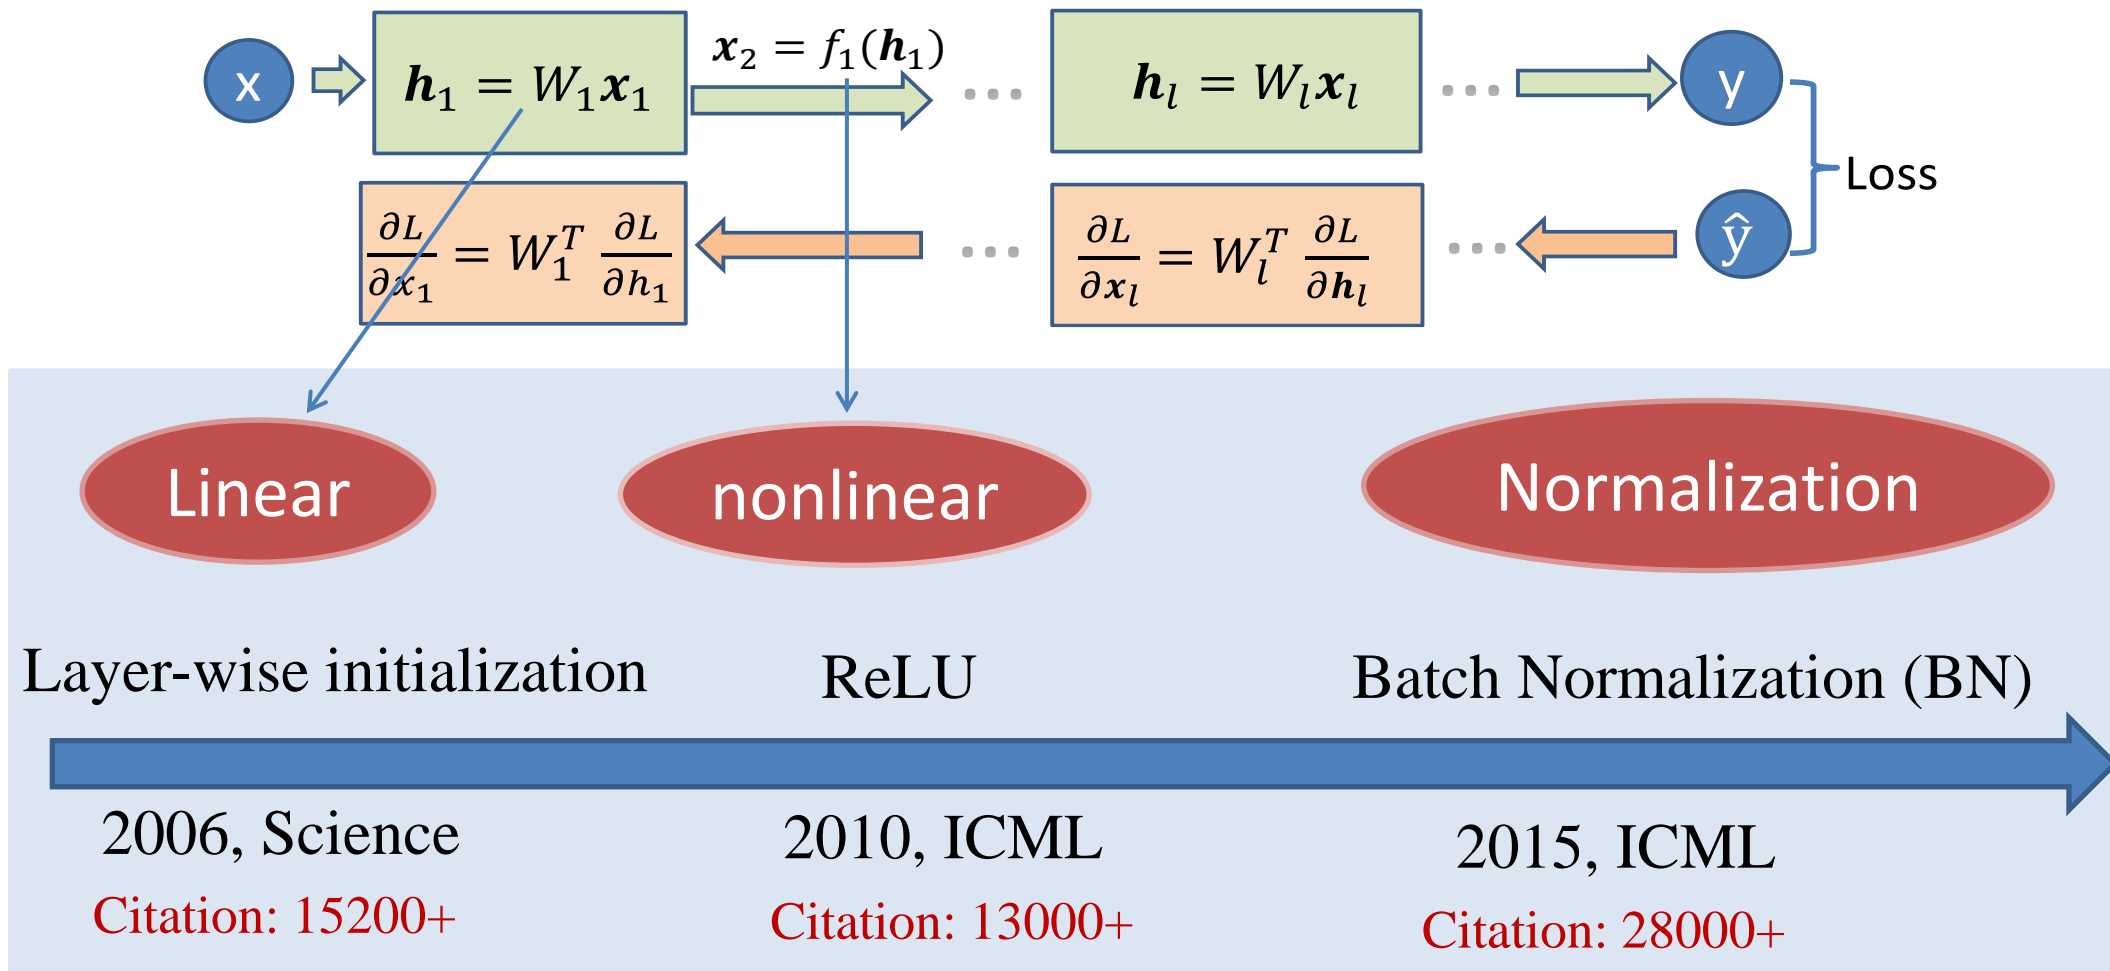 x
𝒉₁ = W₁𝒙₁
𝒙₂ = f₁(𝒉₁)
...
𝒉ₗ = Wₗ𝒙ₗ
...
y
Loss
∂L/∂x₁ = W₁ᵀ ∂L/∂h₁
...
∂L/∂𝒙ₗ = Wₗᵀ ∂L/∂𝒉ₗ
...
ŷ
Linear
nonlinear
Normalization
Layer-wise initialization
ReLU
Batch Normalization (BN)
2006, Science
2010, ICML
2015, ICML
Citation: 15200+
Citation: 13000+
Citation: 28000+